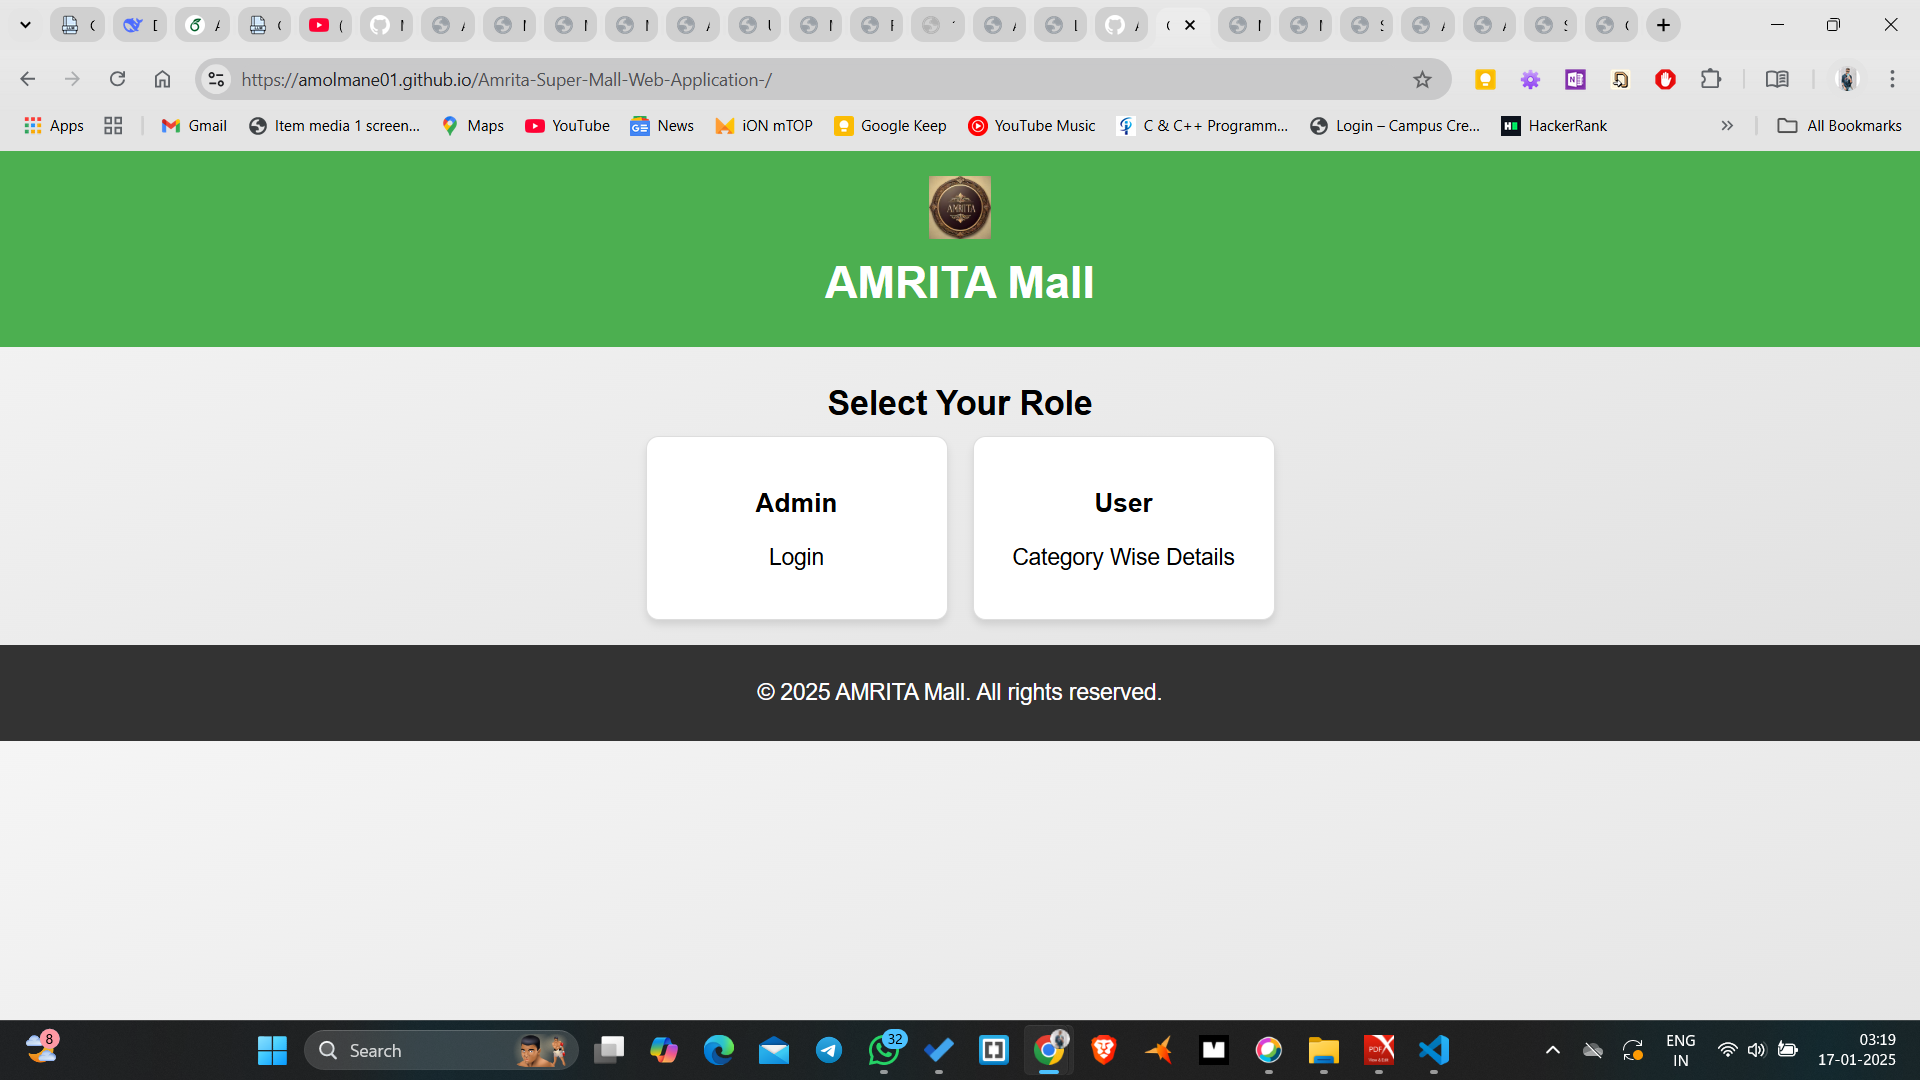 https://amolmane01.github.io/Amrita-Super-Mall-Web-Application-/
Apps
Gmail
Item media 1 screen...
Maps
YouTube
News
iON mTOP
Google Keep
YouTube Music
C & C++ Programm...
Login – Campus Cre...
HackerRank
All Bookmarks
AMRITA
AMRITA Mall
Select Your Role
Admin
Login
User
Category Wise Details
© 2025 AMRITA Mall. All rights reserved.
8
Search
32
ENG
IN
03:19
17-01-2025